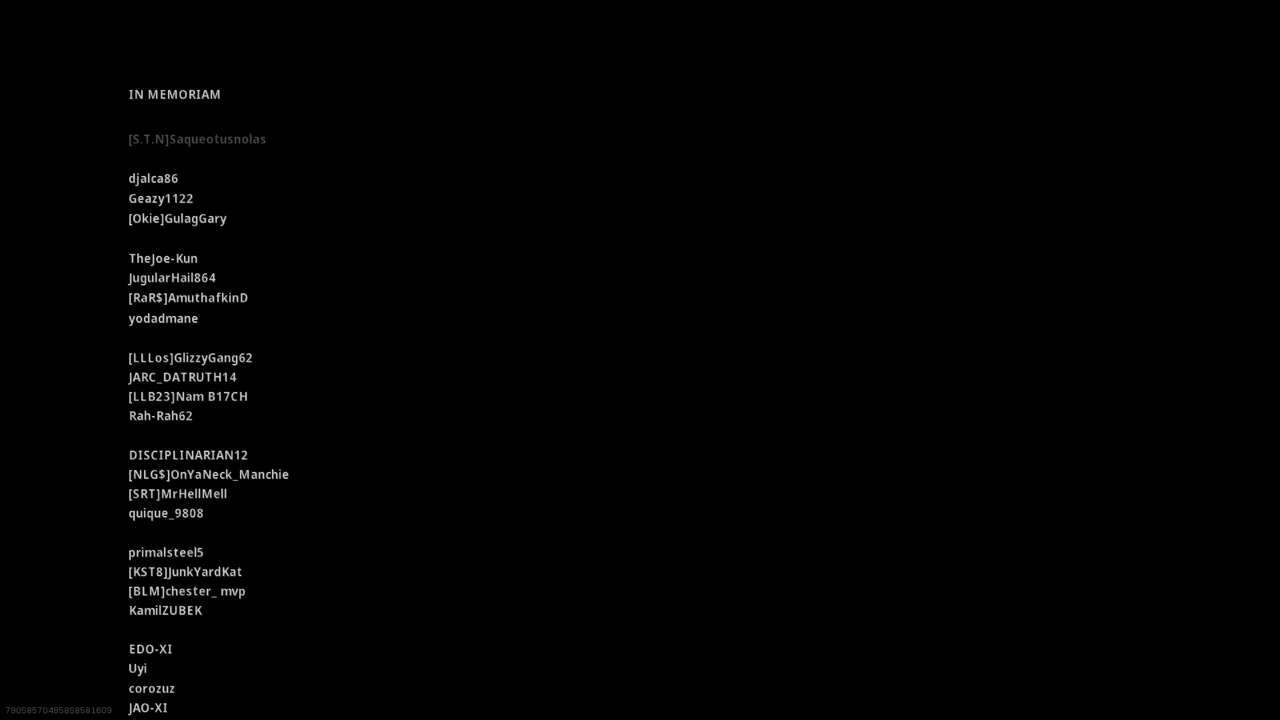 IN MEMORIAM
[S.T.N]Saqueotusnolas
djalca86
Geazy1122
[Okie]GulagGary
TheJoe-Kun
JugularHail864
[RaR$]AmuthafkinD
yodadmane
[LLLos]GlizzyGang62
JARC_DATRUTH14
[LLB23]Nam B17CH
Rah-Rah62
DISCIPLINARIAN12
[NLG$]OnYaNeck_Manchie
[SRT]MrHellMell
quique_9808
primalsteel5
[KST8]JunkYardKat
[BLM]chester_ mvp
KamilZUBEK
EDO-XI
Uyi
corozuz
JAO-XI
79058570495858581609